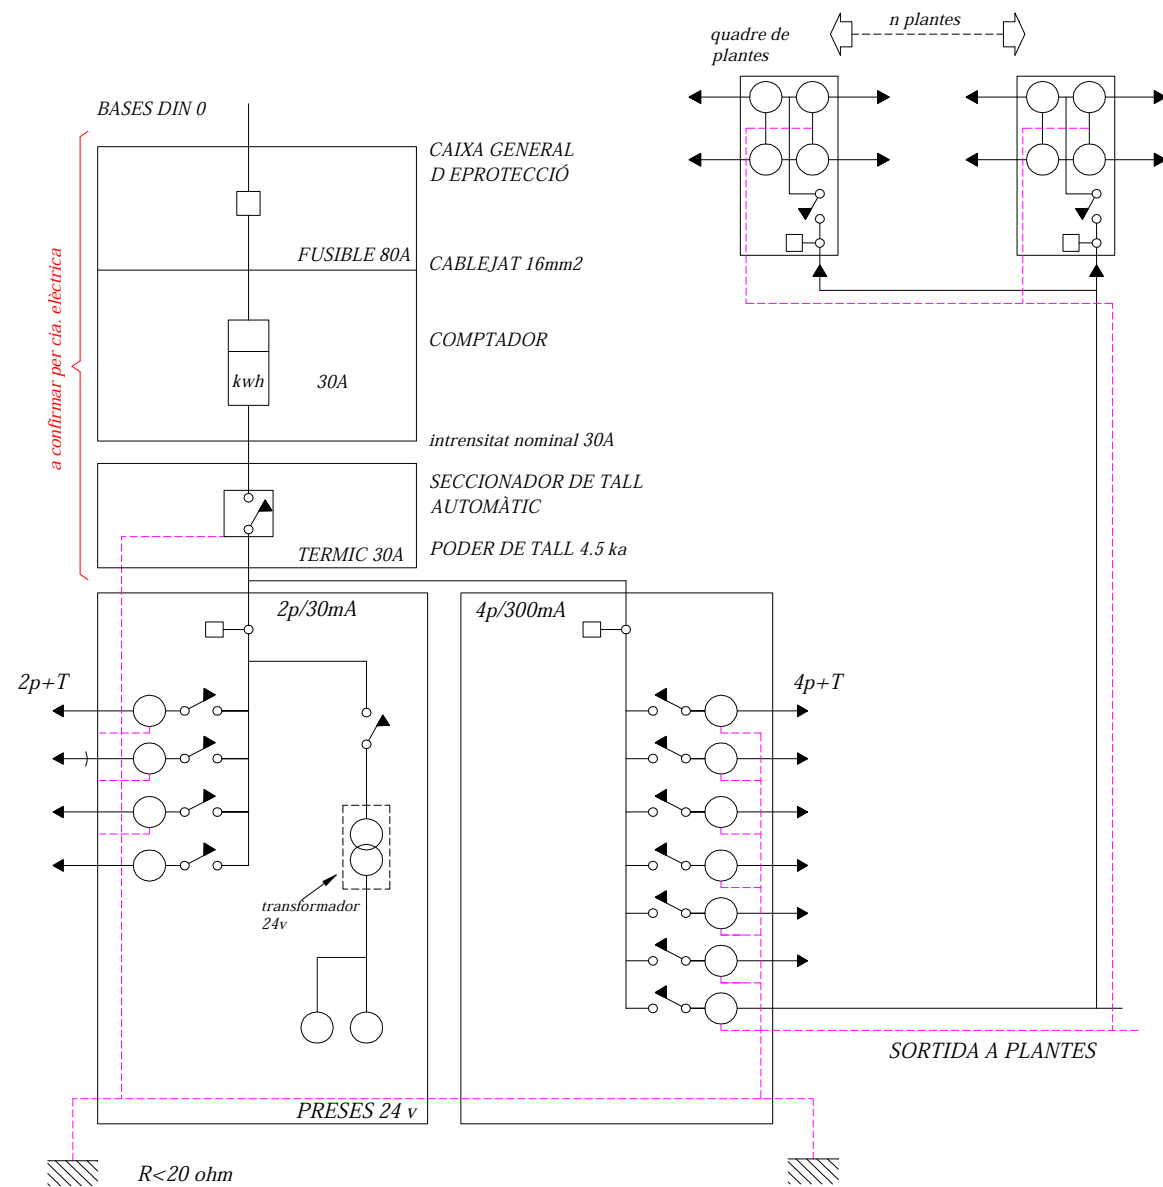 n plantes
quadre de
plantes
BASES DIN 0
CAIXA GENERAL
D EPROTECCIÓ
FUSIBLE 80A
CABLEJAT 16mm2
a confirmar per cia. elèctrica
COMPTADOR
kwh
30A
intrensitat nominal 30A
SECCIONADOR DE TALL
AUTOMÀTIC
TERMIC 30A
PODER DE TALL 4.5 ka
2p/30mA
4p/300mA
2p+T
4p+T
transformador
24v
SORTIDA A PLANTES
PRESES 24 v
R<20 ohm